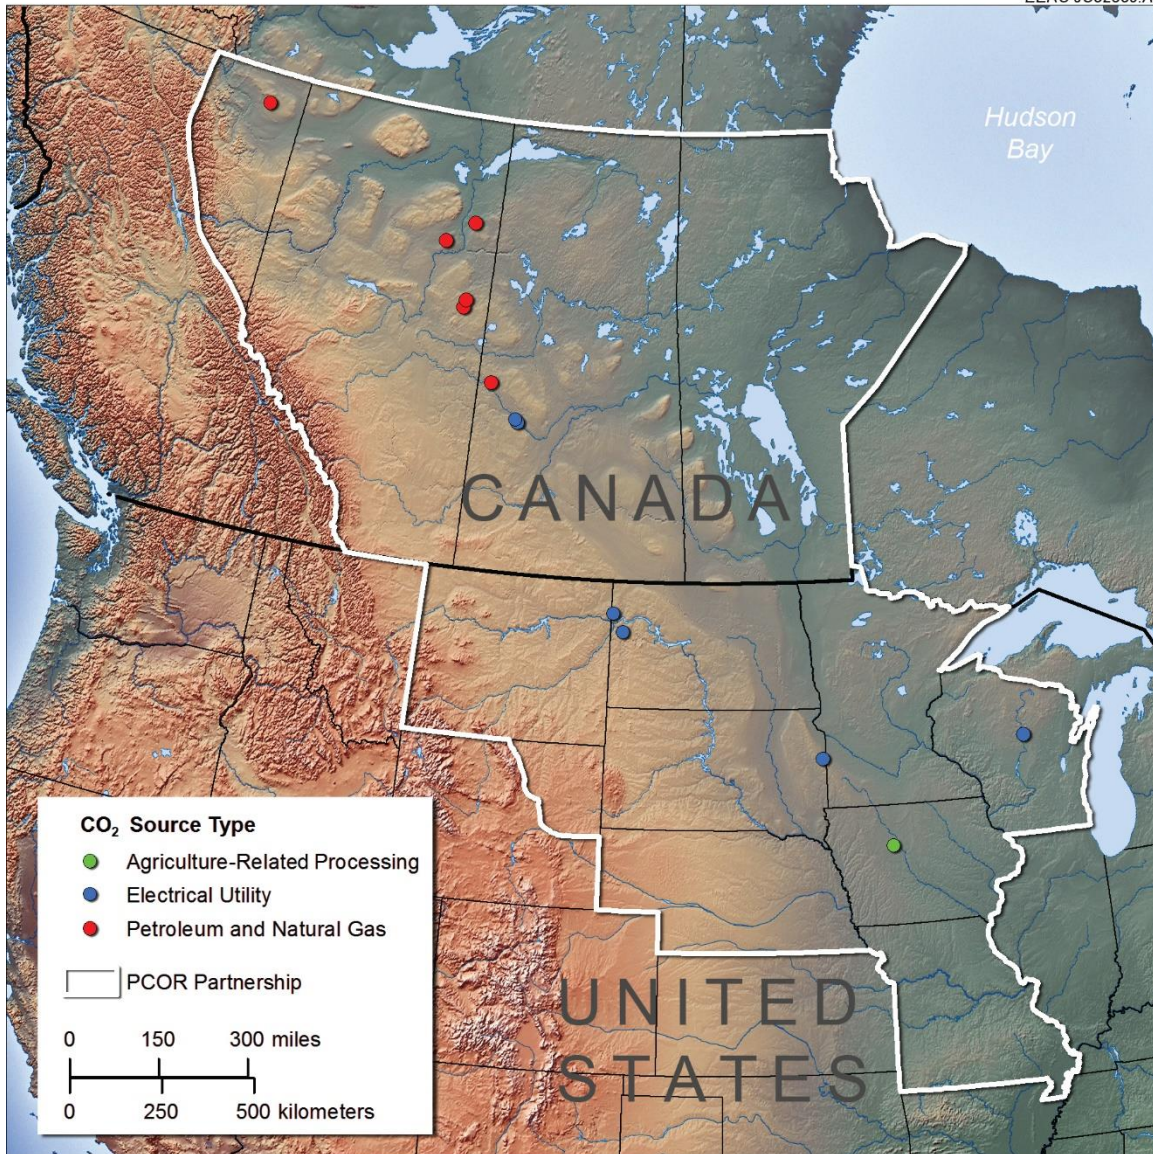 Hudson
Bay
CANADA
UNITED
STATES
CO₂ Source Type
Agriculture-Related Processing
Electrical Utility
Petroleum and Natural Gas
PCOR Partnership
0 150 300 miles
0 250 500 kilometers